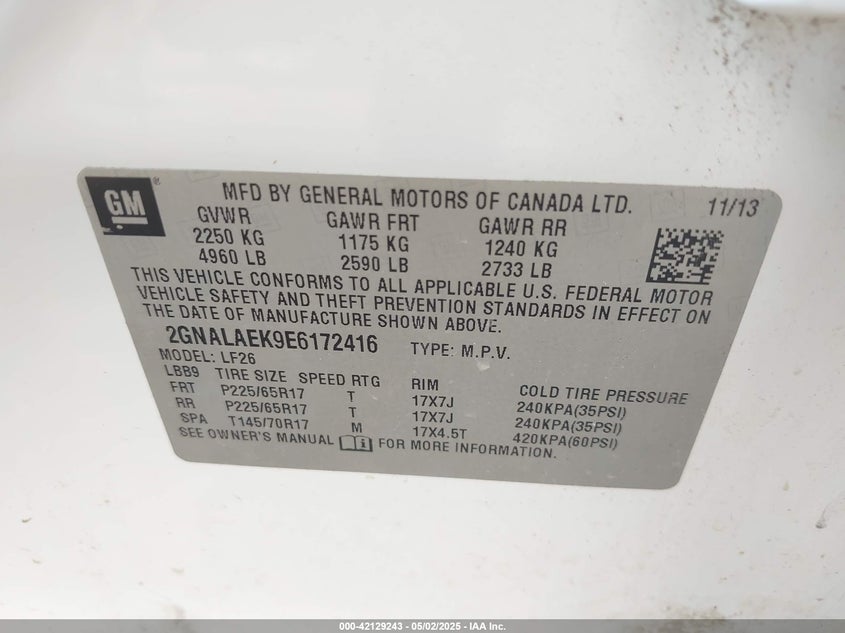 GM ® MFD BY GENERAL MOTORS OF CANADA LTD. 11/13
GVWR GAWR FRT GAWR RR
2250 KG 1175 KG 1240 KG
4960 LB 2590 LB 2733 LB
THIS VEHICLE CONFORMS TO ALL APPLICABLE U.S. FEDERAL MOTOR
VEHICLE SAFETY AND THEFT PREVENTION STANDARDS IN EFFECT ON
THE DATE OF MANUFACTURE SHOWN ABOVE.
2GNALAEK9E6172416 TYPE: M.P.V.
MODEL: LF26
LBB9 TIRE SIZE SPEED RTG RIM COLD TIRE PRESSURE
FRT P225/65R17 T 17X7J 240KPA(35PSI)
RR P225/65R17 T 17X7J 240KPA(35PSI)
SPA T145/70R17 M 17X4.5T 420KPA(60PSI)
SEE OWNER'S MANUAL FOR MORE INFORMATION.
000-42129243 - 05/02/2025 - IAA Inc.